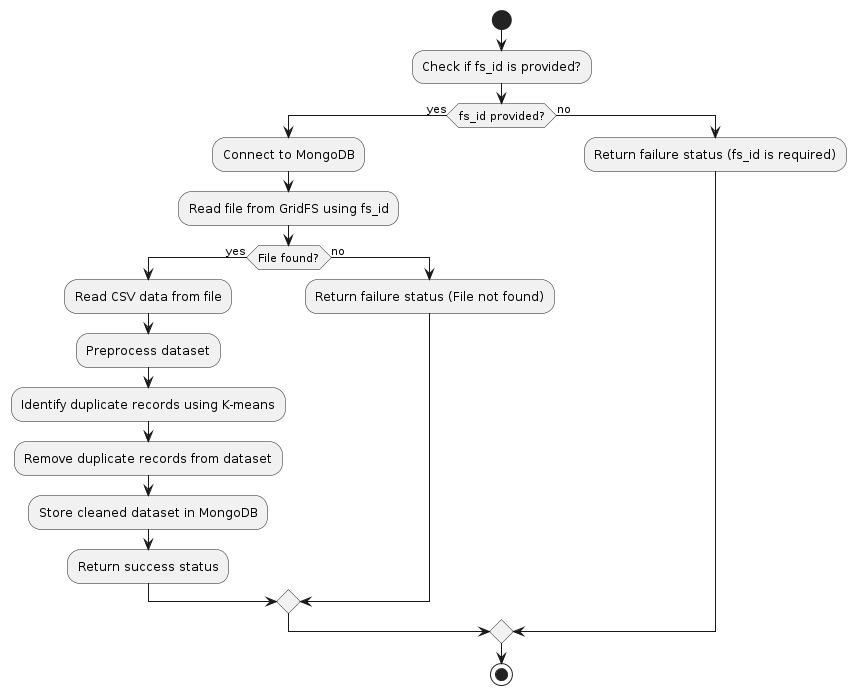 Check if fs_id is provided?
yes
fs_id provided?
no
Connect to MongoDB
Return failure status (fs_id is required)
Read file from GridFS using fs_id
yes
File found?
no
Read CSV data from file
Return failure status (File not found)
Preprocess dataset
Identify duplicate records using K-means
Remove duplicate records from dataset
Store cleaned dataset in MongoDB
Return success status